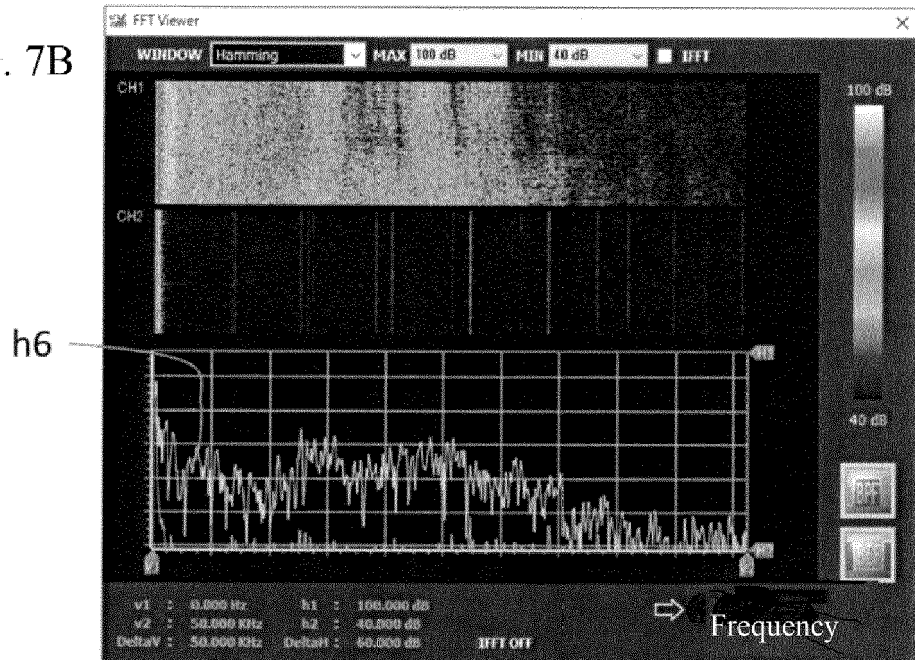 . 7B
FFT Viewer
WINDOW Hamming MAX 100 dB MIN 40 dB IFFT
CH1
100 dB
CH2
h6
40 dB
v1 : 0.000 Hz h1 : 100.000 dB
v2 : 50.000 KHz h2 : 40.000 dB
DeltaV : 50.000 KHz DeltaH : 60.000 dB IFFT OFF
Frequency